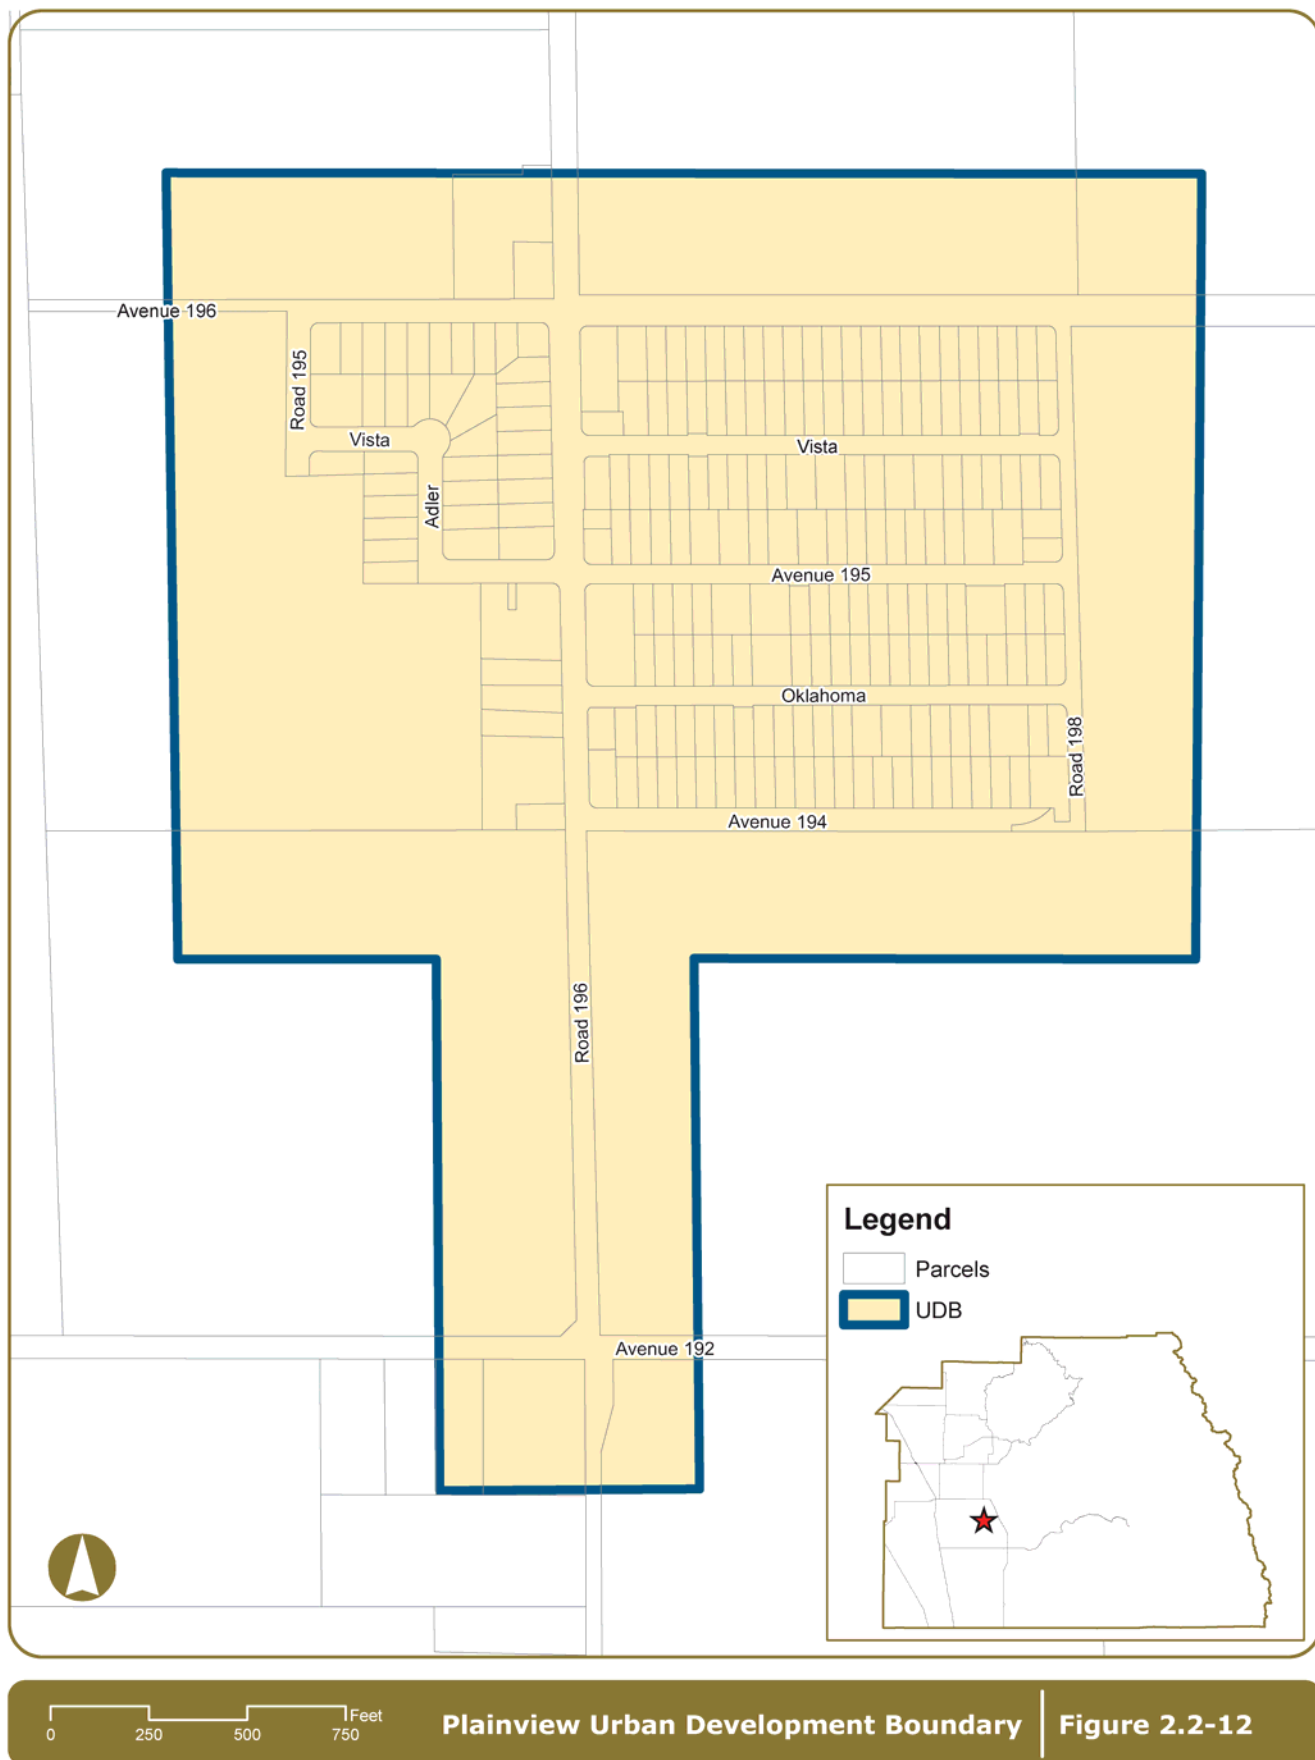 Avenue 196
Road 195
Vista
Vista
Adler
Avenue 195
Oklahoma
Road 198
Avenue 194
Road 196
Legend
Parcels
UDB
Avenue 192
Feet
0 250 500 750
Plainview Urban Development Boundary Figure 2.2-12